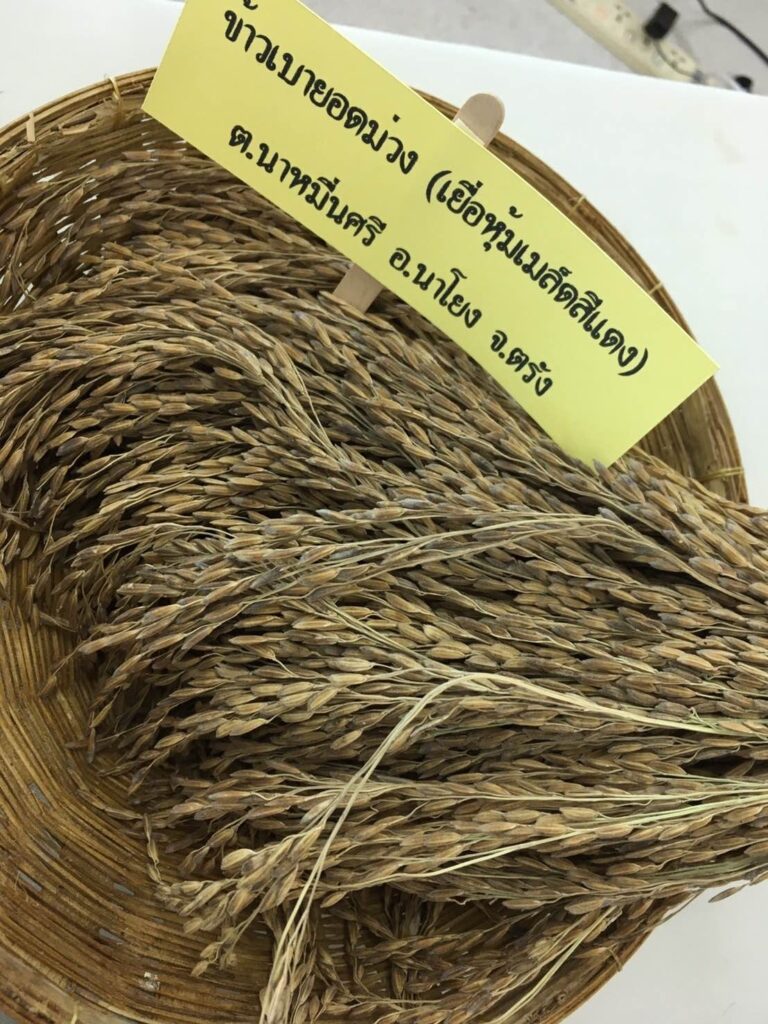 ข้าวเบายอดม่วง (เยื่อหุ้มเมล็ดสีแดง)
ต.นาหมื่นศรี อ.นาโยง จ.ตรัง